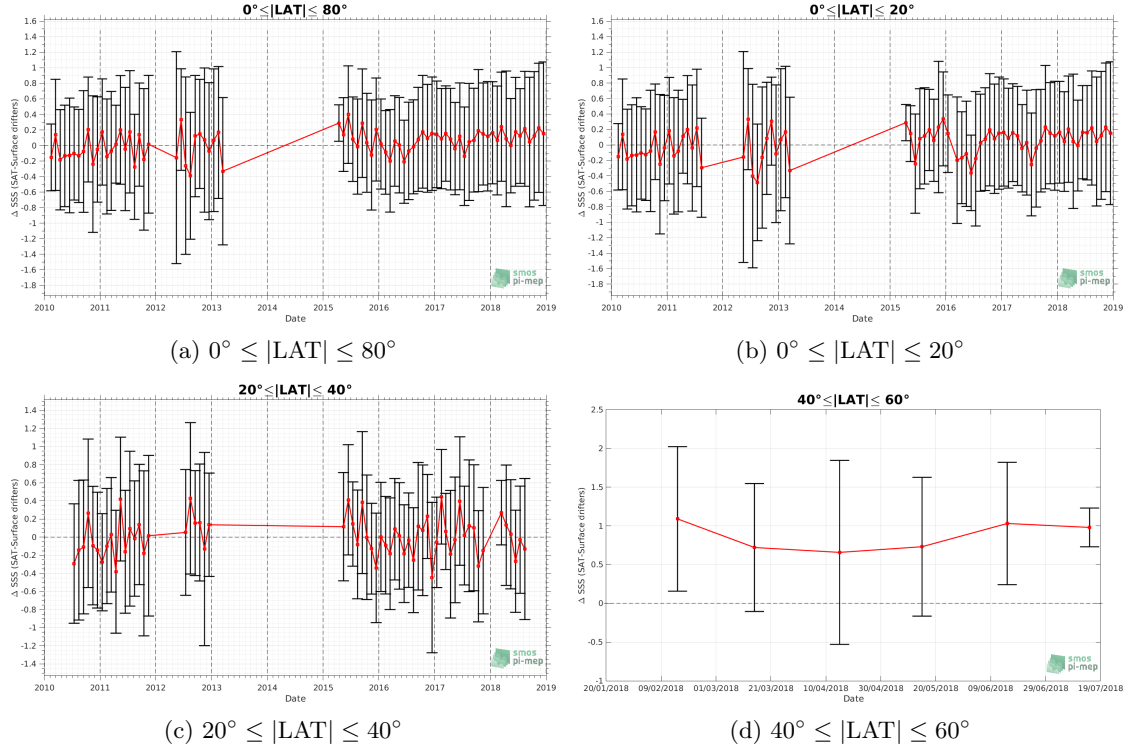 0°≤|LAT|≤ 80°
Δ SSS (SAT-Surface drifters)
1.6
1.4
1.2
1
0.8
0.6
0.4
0.2
0
-0.2
-0.4
-0.6
-0.8
-1
-1.2
-1.4
-1.6
-1.8
2010 2011 2012 2013 2014 2015 2016 2017 2018 2019
Date
smos
pi-mep
(a) 0° ≤ |LAT| ≤ 80°
0°≤|LAT|≤ 20°
Δ SSS (SAT-Surface drifters)
1.6
1.4
1.2
1
0.8
0.6
0.4
0.2
0
-0.2
-0.4
-0.6
-0.8
-1
-1.2
-1.4
-1.6
-1.8
2010 2011 2012 2013 2014 2015 2016 2017 2018 2019
Date
smos
pi-mep
(b) 0° ≤ |LAT| ≤ 20°
20°≤|LAT|≤ 40°
Δ SSS (SAT-Surface drifters)
1.4
1.2
1
0.8
0.6
0.4
0.2
0
-0.2
-0.4
-0.6
-0.8
-1
-1.2
-1.4
2010 2011 2012 2013 2014 2015 2016 2017 2018 2019
Date
smos
pi-mep
(c) 20° ≤ |LAT| ≤ 40°
40°≤|LAT|≤ 60°
Δ SSS (SAT-Surface drifters)
2.5
2
1.5
1
0.5
0
-0.5
-1
20/01/2018 09/02/2018 01/03/2018 21/03/2018 10/04/2018 30/04/2018 20/05/2018 09/06/2018 29/06/2018 19/07/2018
Date
smos
pi-mep
(d) 40° ≤ |LAT| ≤ 60°